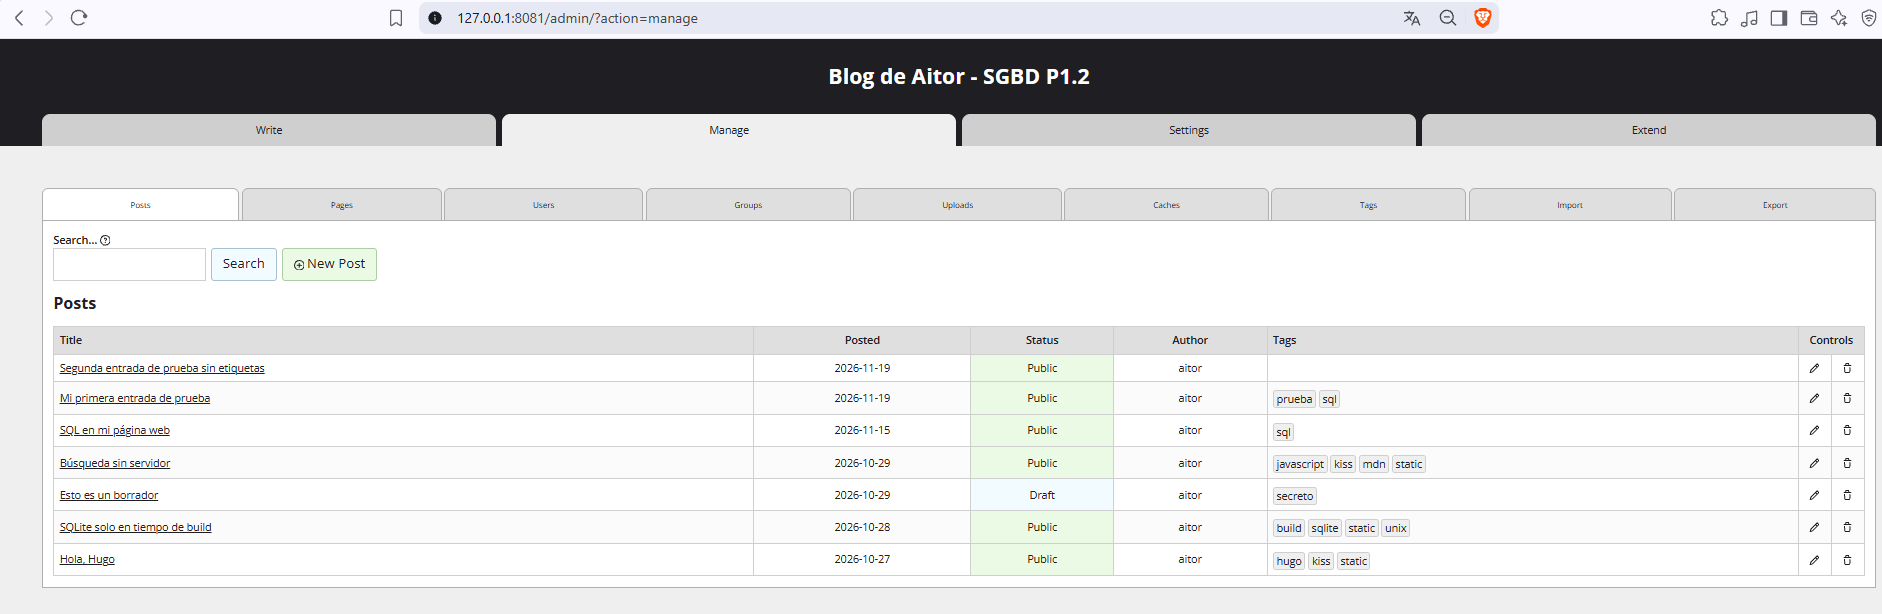 127.0.0.1:8081/admin/?action=manage
Blog de Aitor - SGBD P1.2
Write Manage Settings Extend
Posts Pages Users Groups Uploads Caches Tags Import Export
Search...
Search New Post
Posts
Title Posted Status Author Tags Controls
Segunda entrada de prueba sin etiquetas 2026-11-19 Public aitor
Mi primera entrada de prueba 2026-11-19 Public aitor prueba sql
SQL en mi página web 2026-11-15 Public aitor sql
Búsqueda sin servidor 2026-10-29 Public aitor javascript kiss mdn static
Esto es un borrador 2026-10-29 Draft aitor secreto
SQLite solo en tiempo de build 2026-10-28 Public aitor build sqlite static unix
Hola, Hugo 2026-10-27 Public aitor hugo kiss static